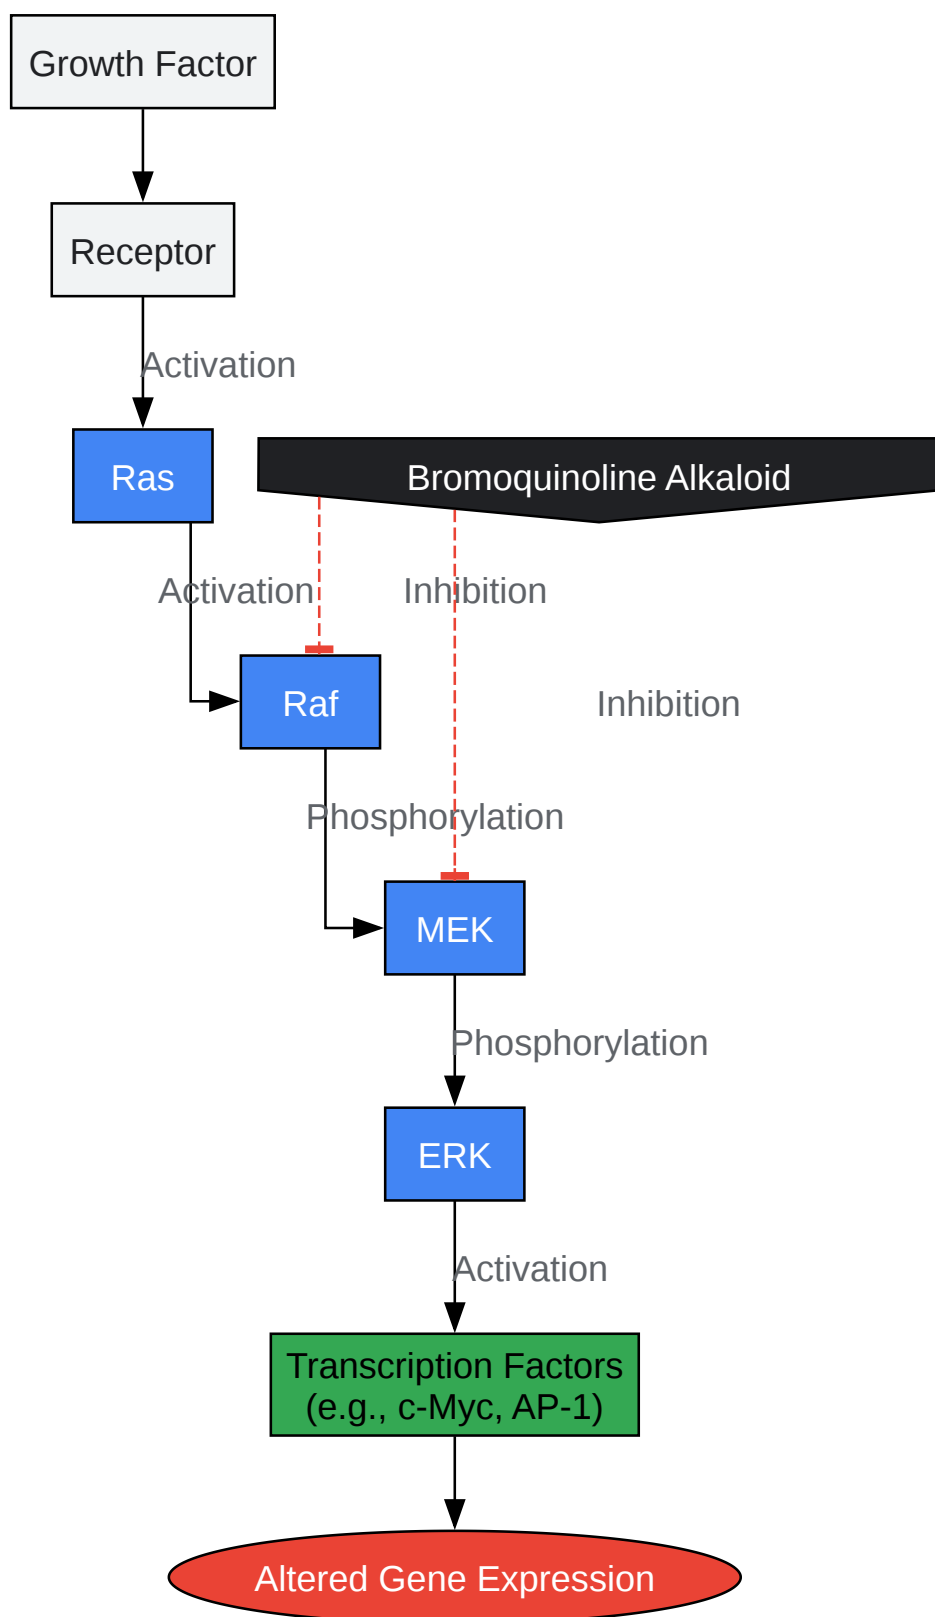 Growth Factor
Receptor
Activation
Ras
Bromoquinoline Alkaloid
Activation
Inhibition
Raf
Inhibition
Phosphorylation
MEK
Phosphorylation
ERK
Activation
Transcription Factors
(e.g., c-Myc, AP-1)
Altered Gene Expression